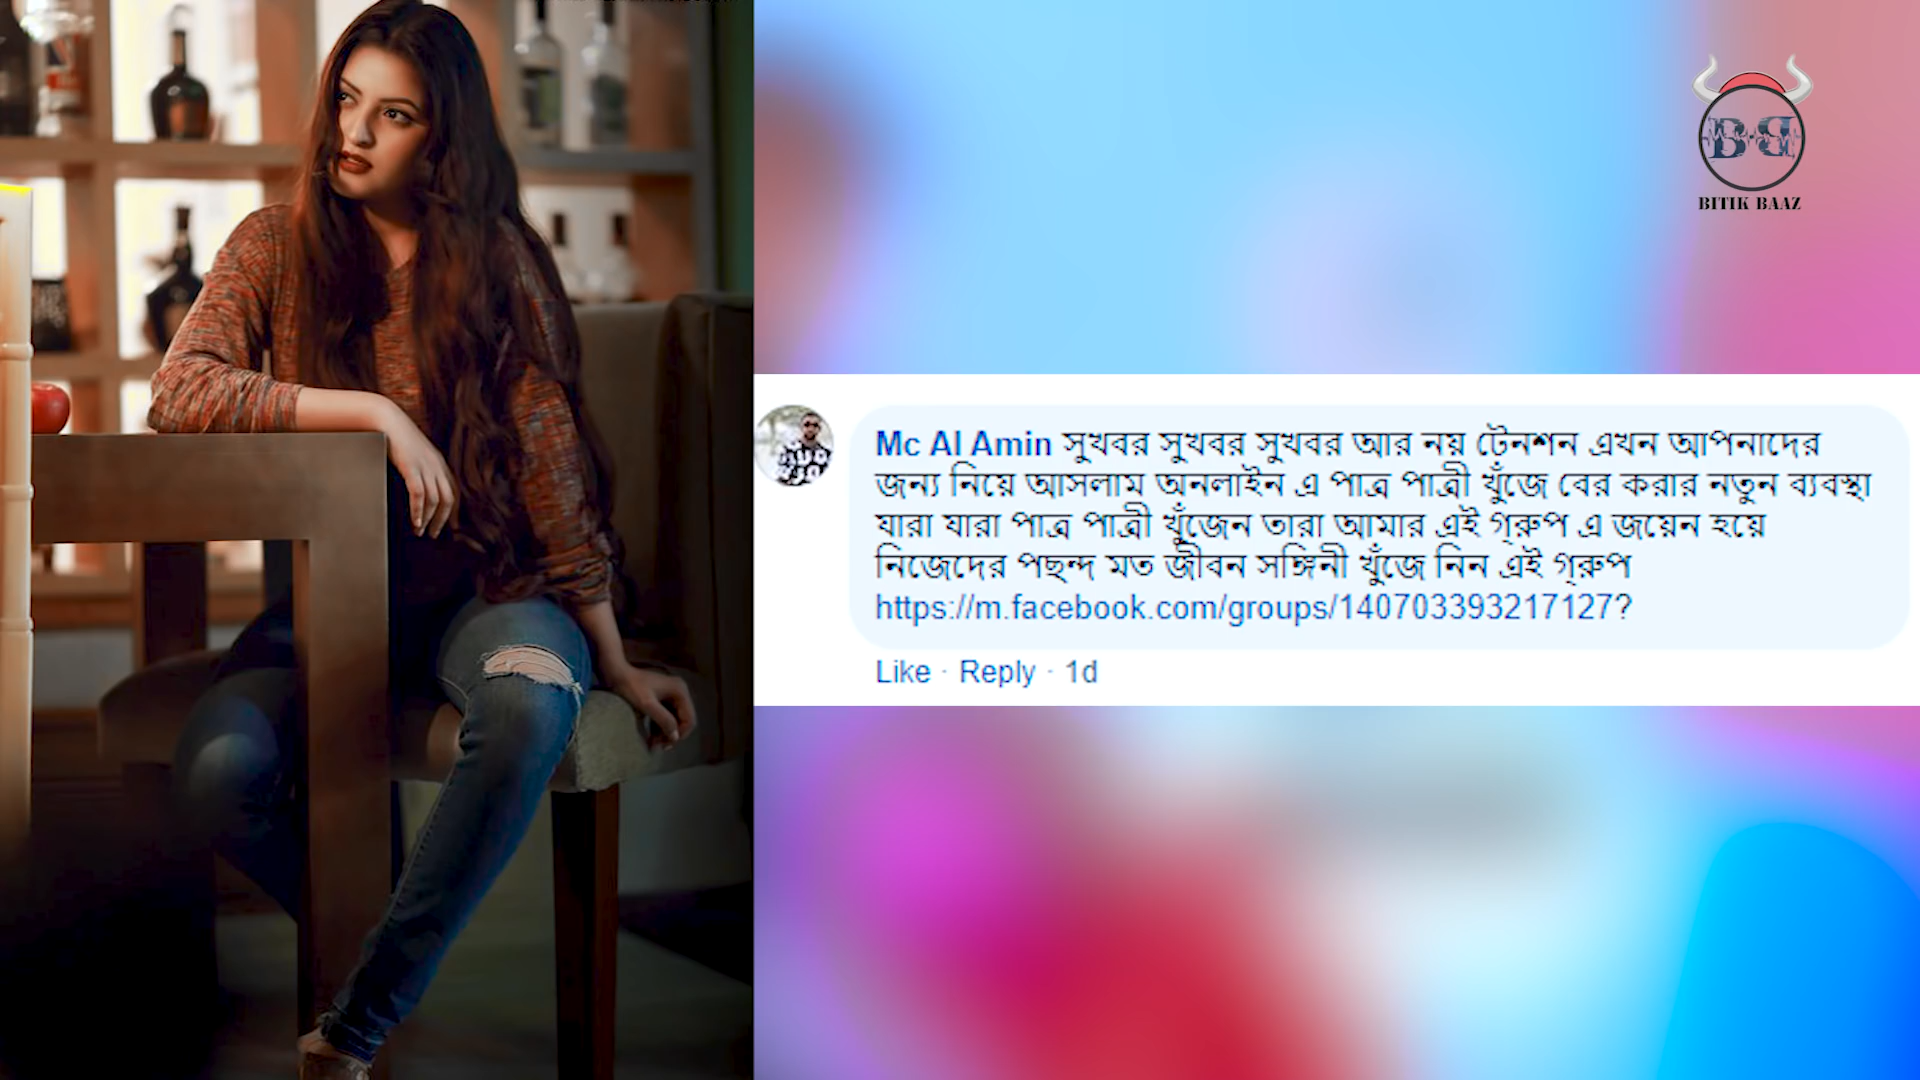 BB
BITIK BAAZ
Mc Al Amin সুখবর সুখবর সুখবর আর নয় টেনশন এখন আপনাদের
জন্য নিয়ে আসলাম অনলাইন এ পাত্র পাত্রী খুঁজে বের করার নতুন ব্যবস্থা
যারা যারা পাত্র পাত্রী খুঁজেন তারা আমার এই গ্রুপ এ জয়েন হয়ে
নিজেদের পছন্দ মত জীবন সঙ্গিনী খুঁজে নিন এই গ্রুপ
https://m.facebook.com/groups/140703393217127?
Like · Reply · 1d